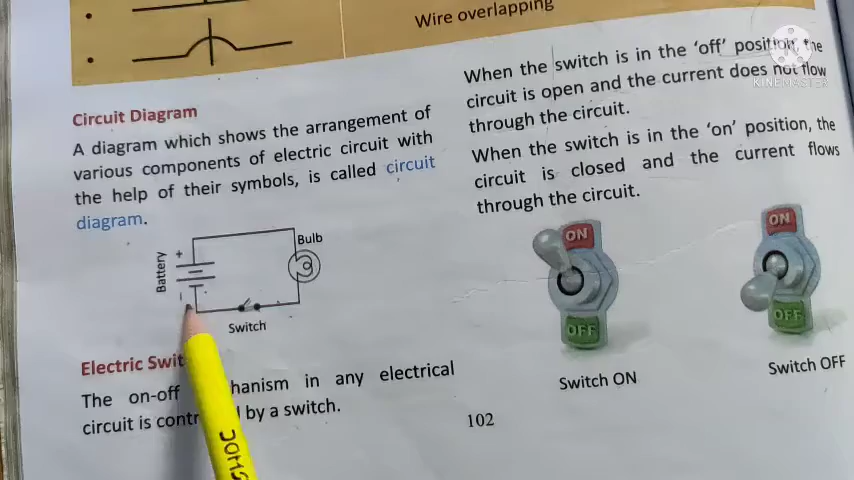 Wire overlapping
Circuit Diagram
A diagram which shows the arrangement of
various components of electric circuit with
the help of their symbols, is called circuit
diagram.
Battery
+
Bulb
Switch
Electric
The on-off in any electrical
circuit is by a switch.
When the switch is in the 'off' position, the
circuit is open and the current does not flow
through the circuit.
When the switch is in the 'on' position, the
circuit is closed and the current flows
through the circuit.
ON
OFF
Switch ON
ON
OFF
Switch OFF
102
KINEMASTER